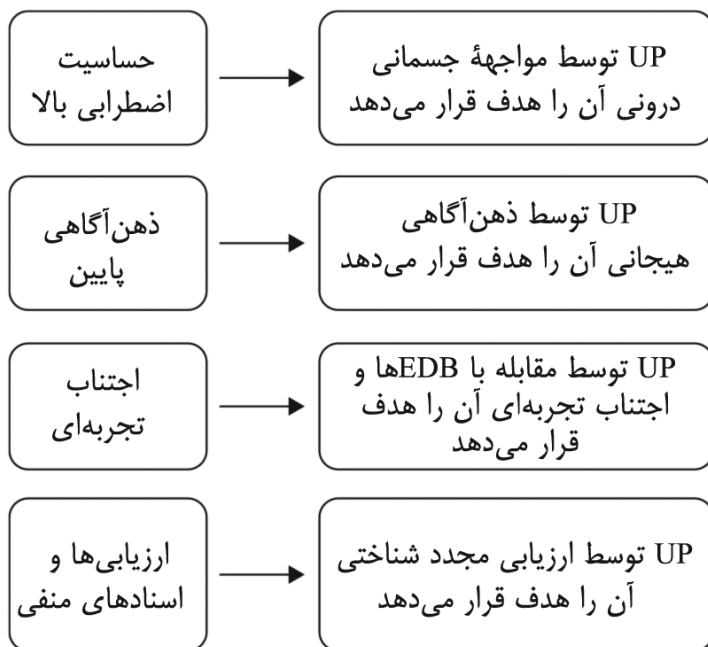 حساسیت
اضطرابی بالا
UP توسط مواجههٔ جسمانی
درونی آن را هدف قرار می‌دهد
ذهن‌آگاهی
پایین
UP توسط ذهن‌آگاهی
هیجانی آن را هدف قرار می‌دهد
اجتناب
تجربه‌ای
UP توسط مقابله با EDBها و
اجتناب تجربه‌ای آن را هدف
قرار می‌دهد
ارزیابی‌ها و
اسنادهای منفی
UP توسط ارزیابی مجدد شناختی
آن را هدف قرار می‌دهد